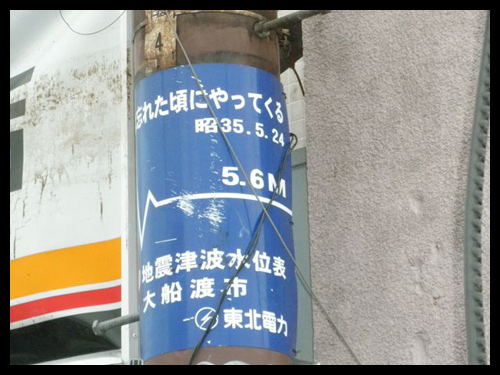 4
忘れた頃にやってくる
昭35.5.24
5.6M
地震津波水位表
大船渡市
東北電力